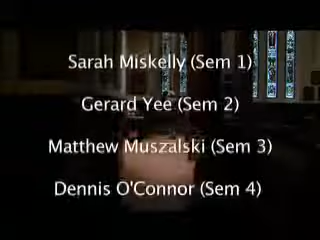 Sarah Miskelly (Sem 1)
Gerard Yee (Sem 2)
Matthew Muszalski (Sem 3)
Dennis O'Connor (Sem 4)